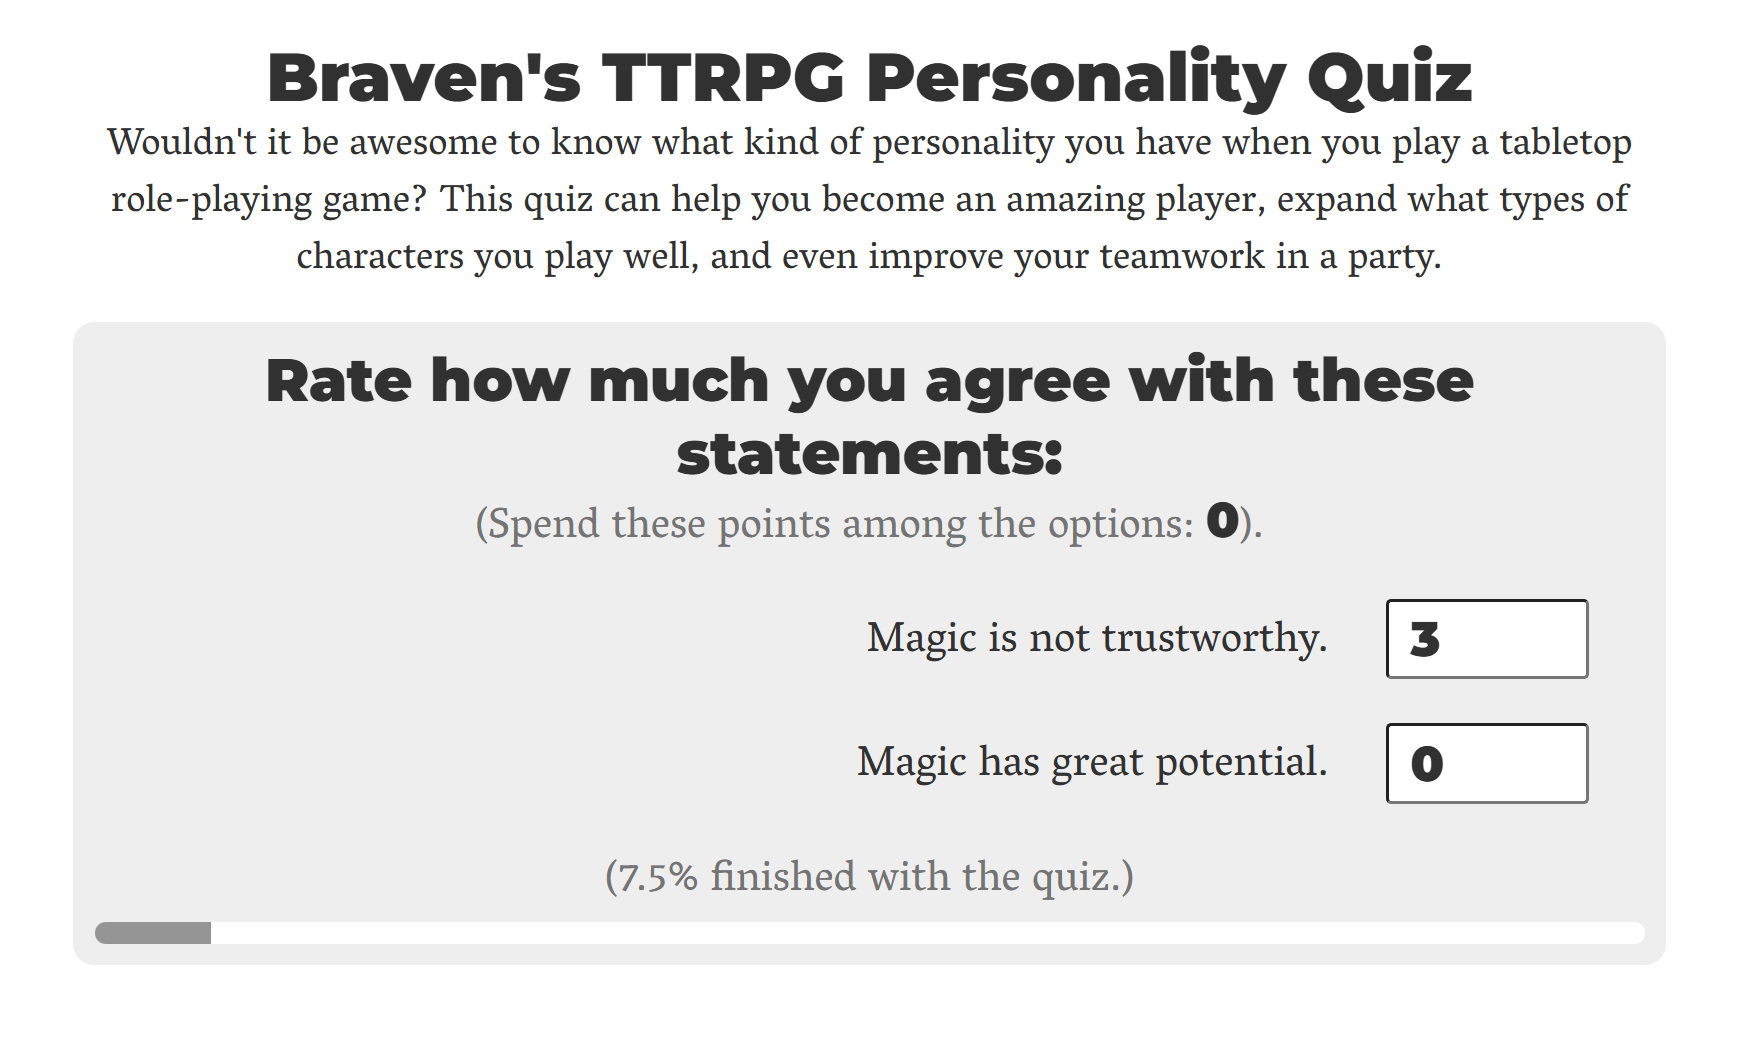 Braven's TTRPG Personality Quiz
Wouldn't it be awesome to know what kind of personality you have when you play a tabletop
role-playing game? This quiz can help you become an amazing player, expand what types of
characters you play well, and even improve your teamwork in a party.
Rate how much you agree with these
statements:
(Spend these points among the options: 0).
Magic is not trustworthy. 3
Magic has great potential. 0
(7.5% finished with the quiz.)